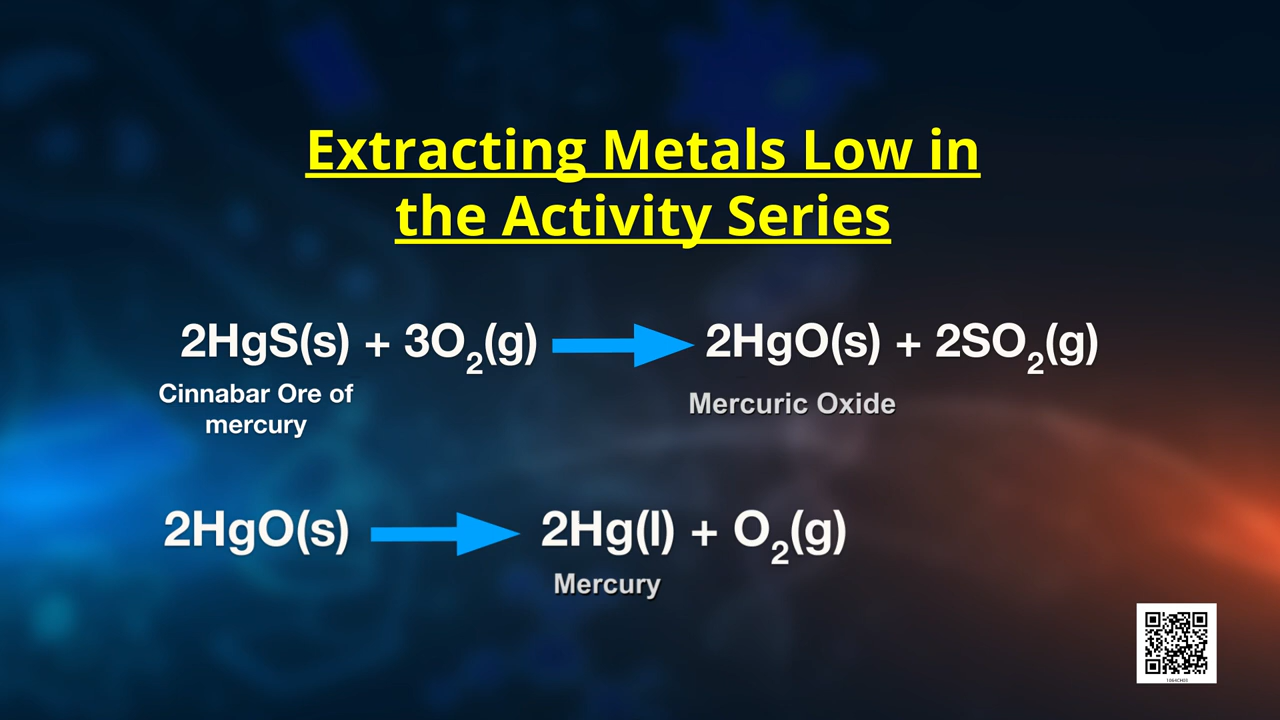 Extracting Metals Low in
the Activity Series
2HgS(s) + 3O₂(g) → 2HgO(s) + 2SO₂(g)
Cinnabar Ore of
mercury
Mercuric Oxide
2HgO(s) → 2Hg(l) + O₂(g)
Mercury